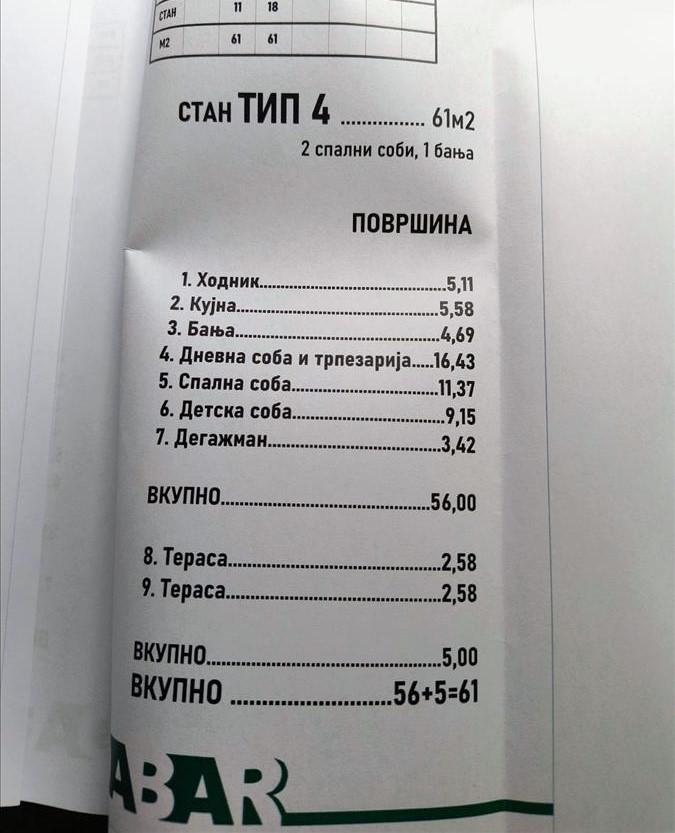 СТАН 11 18
М2 61 61
СТАН ТИП 4 ................ 61м2
2 спални соби, 1 бања
ПОВРШИНА
1. Ходник.......................................5,11
2. Кујна..........................................5,58
3. Бања..........................................4,69
4. Дневна соба и трпезарија.....16,43
5. Спална соба..............................11,37
6. Детска соба...............................9,15
7. Дегажман...................................3,42
ВКУПНО...........................................56,00
8. Тераса..........................................2,58
9. Тераса..........................................2,58
ВКУПНО...............................................5,00
ВКУПНО ........................56+5=61
ABAR